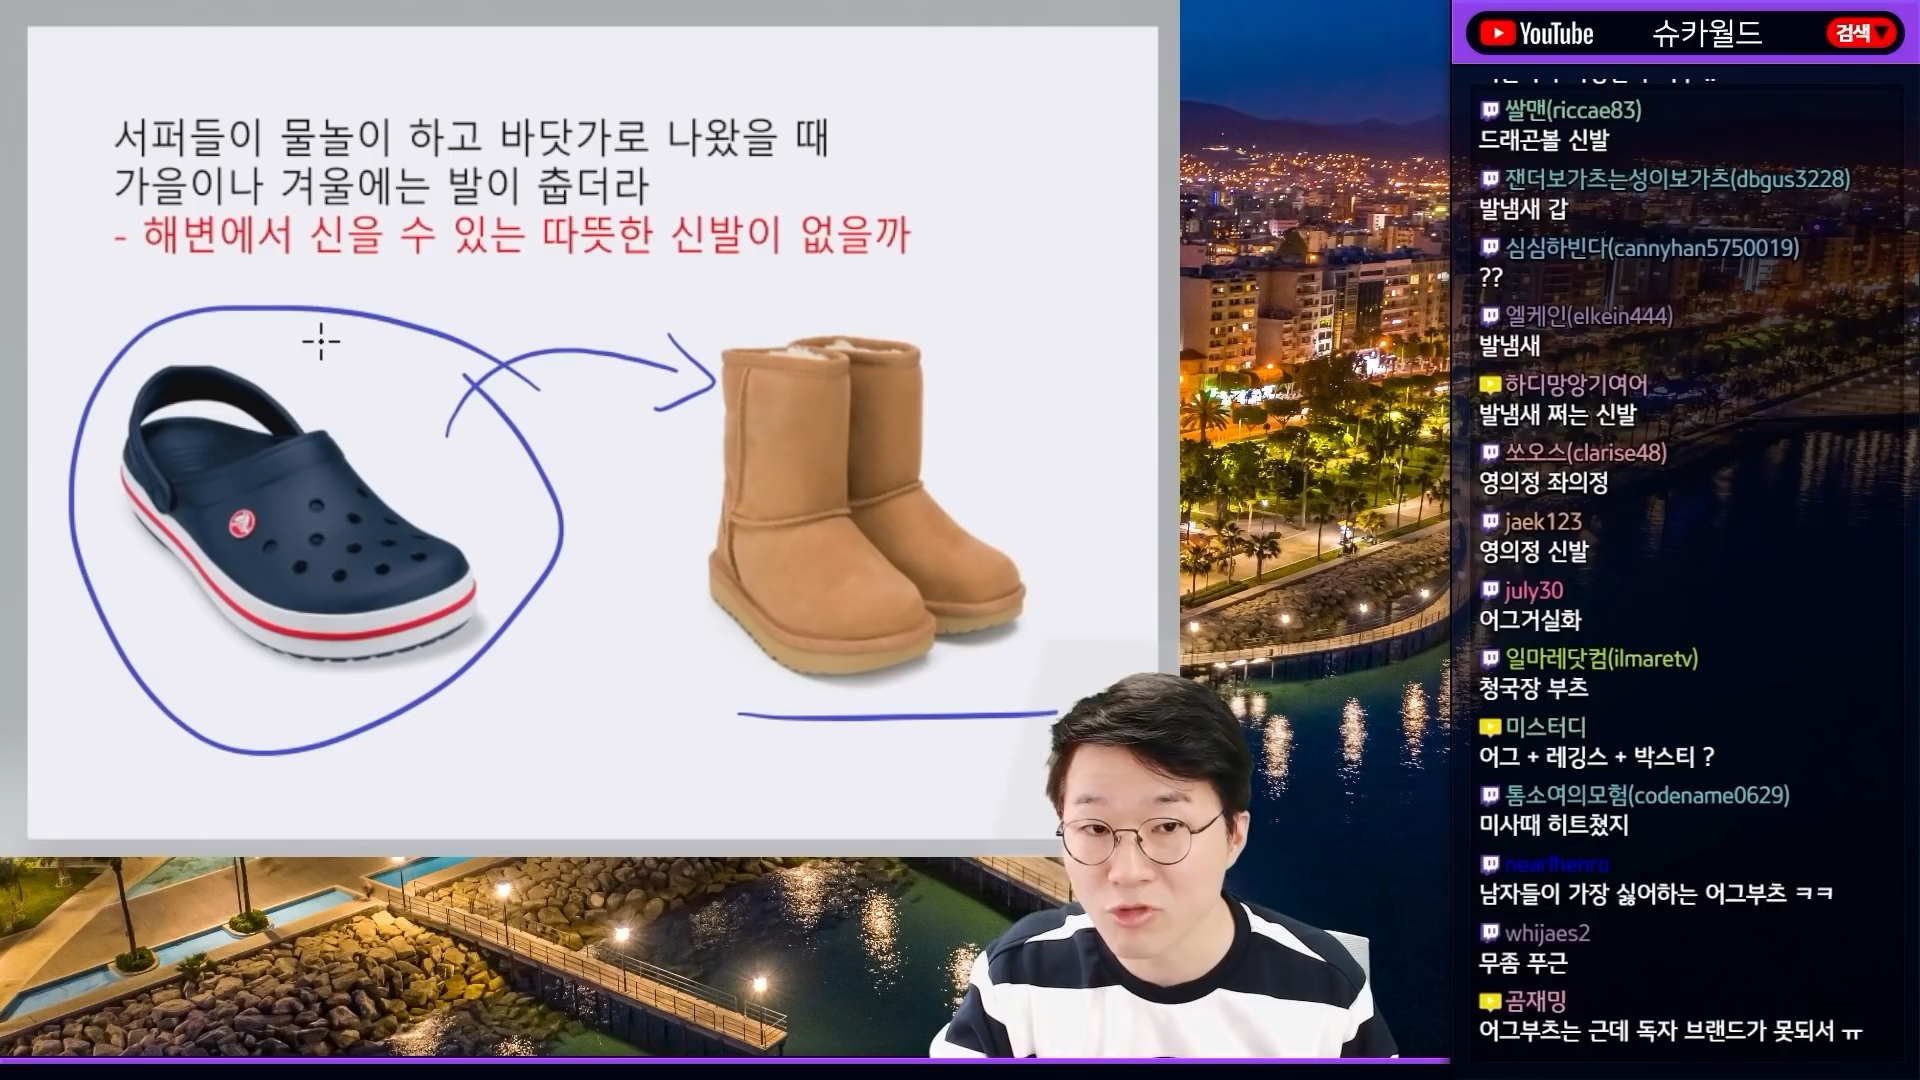 서퍼들이 물놀이 하고 바닷가로 나왔을 때
가을이나 겨울에는 발이 춥더라
- 해변에서 신을 수 있는 따뜻한 신발이 없을까
YouTube 슈카월드 검색▼
쌀맨(riccae83)
드래곤볼 신발
잰더보가츠는성이보가츠(dbgus3228)
발냄새 갑
심심하빈다(cannyhan5750019)
??
엘케인(elkein444)
발냄새
하디망앙기여어
발냄새 쩌는 신발
쏘오스(clarise48)
영의정 좌의정
jaek123
영의정 신발
july30
어그거실화
일마레닷컴(ilmaretv)
청국장 부츠
미스터디
어그 + 레깅스 + 박스티 ?
톰소여의모험(codename0629)
미사때 히트쳤지
nearlhenro
남자들이 가장 싫어하는 어그부츠 ㅋㅋ
whijaes2
무좀 푸근
곰재밍
어그부츠는 근데 독자 브랜드가 못되서 ㅠ